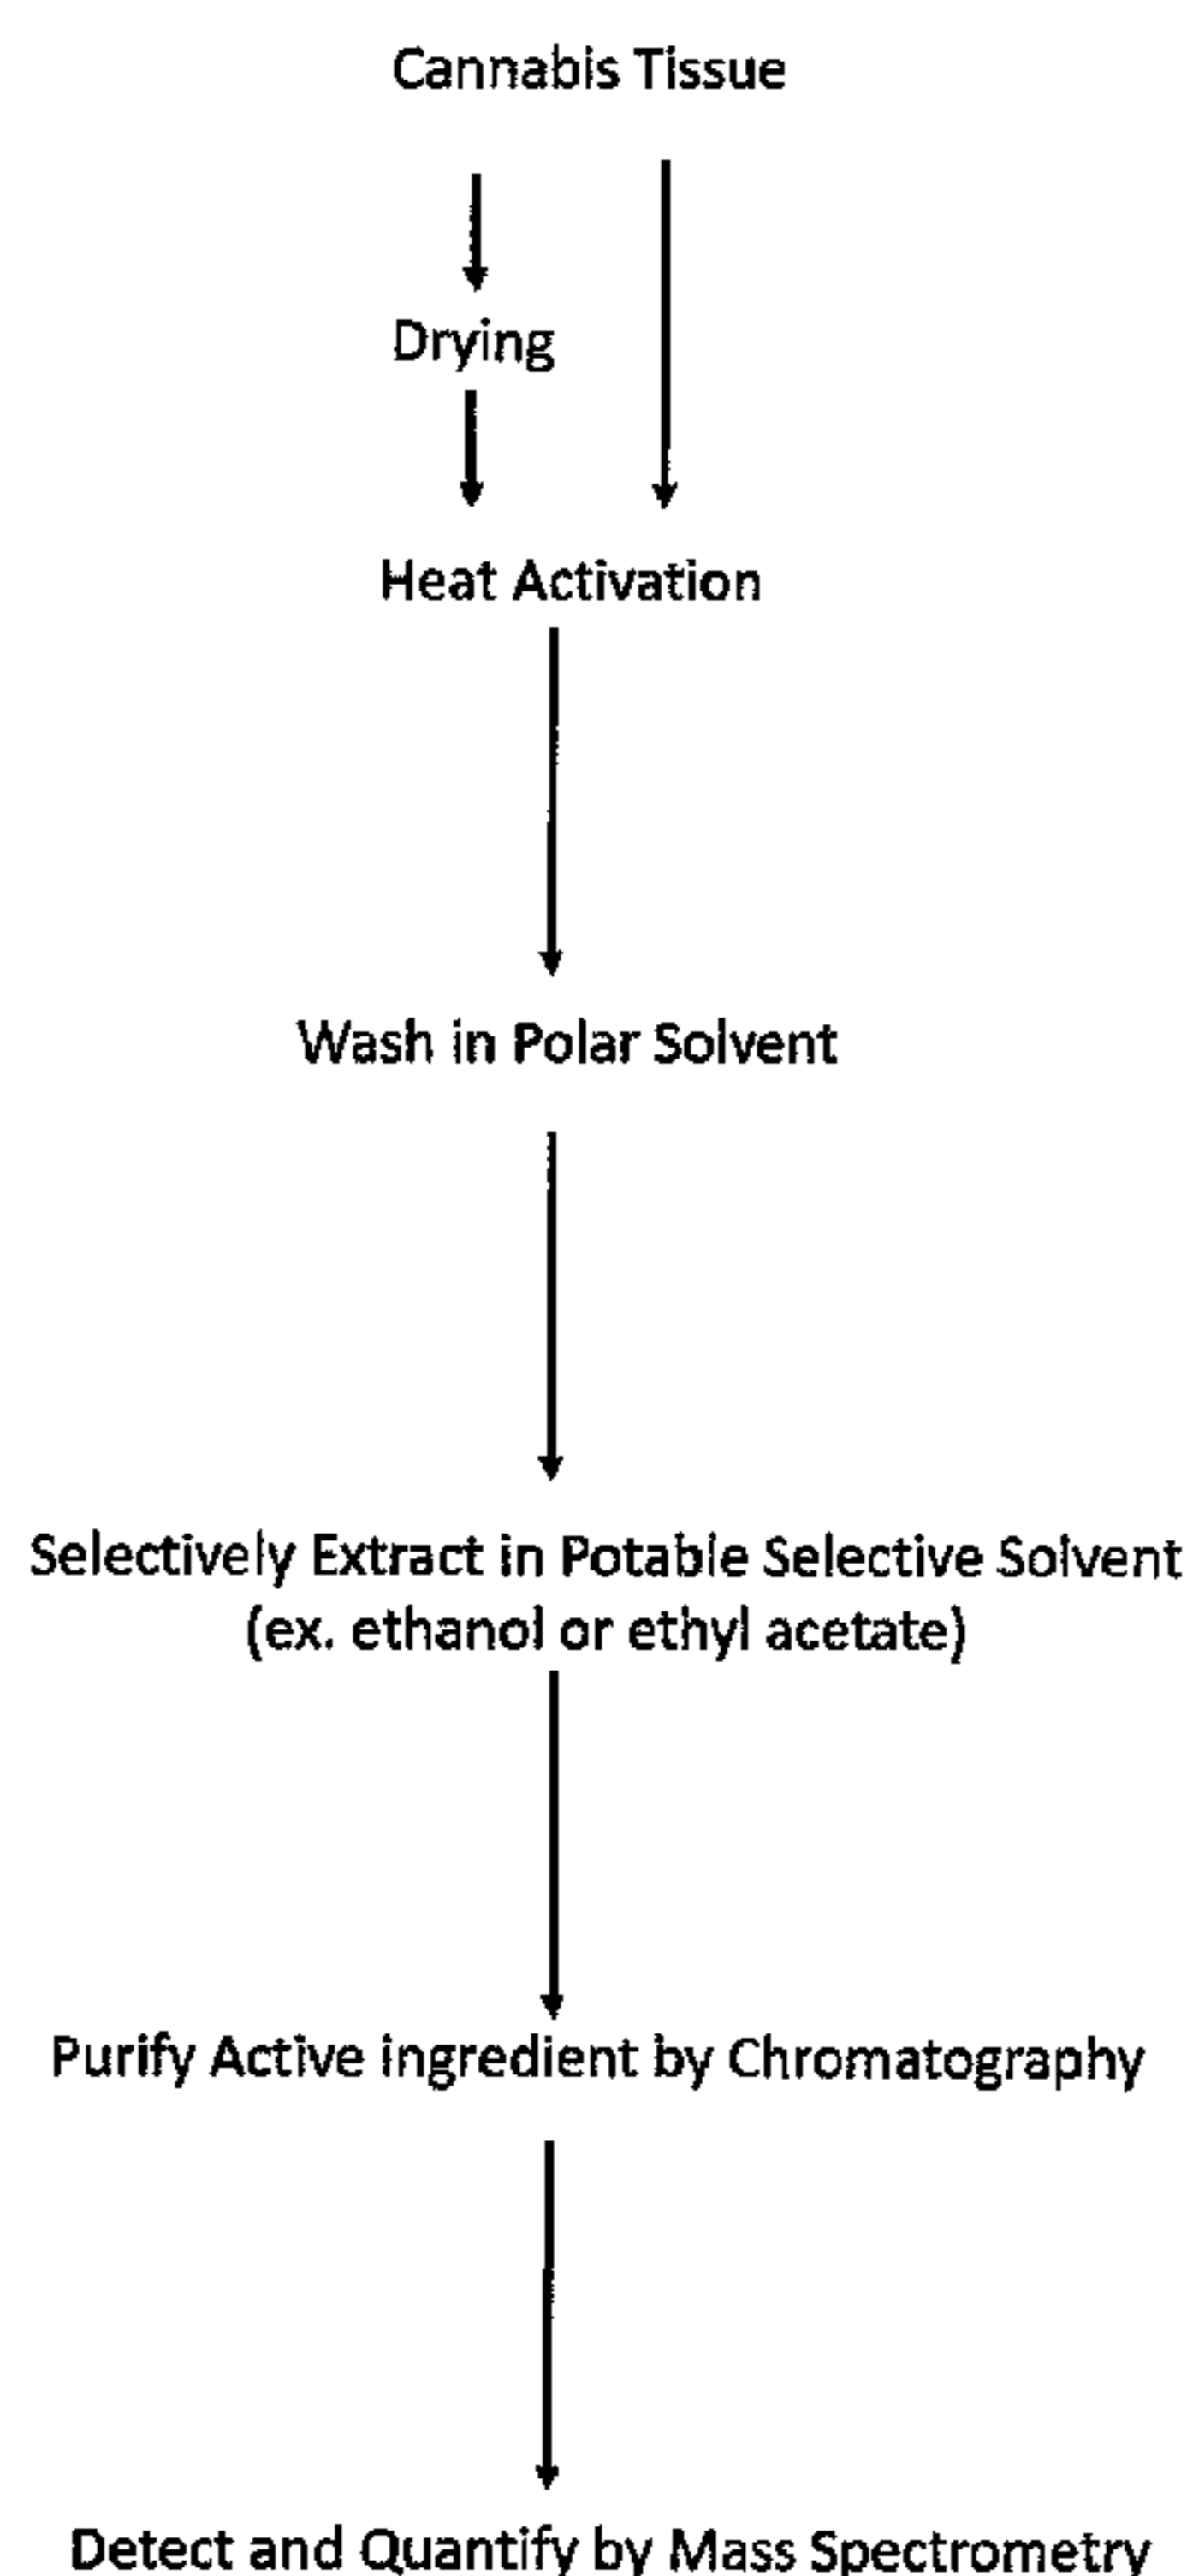 Cannabis Tissue
Drying
Heat Activation
Wash in Polar Solvent
Selectively Extract in Potable Selective Solvent
(ex. ethanol or ethyl acetate)
Purify Active ingredient by Chromatography
Detect and Quantify by Mass Spectrometry